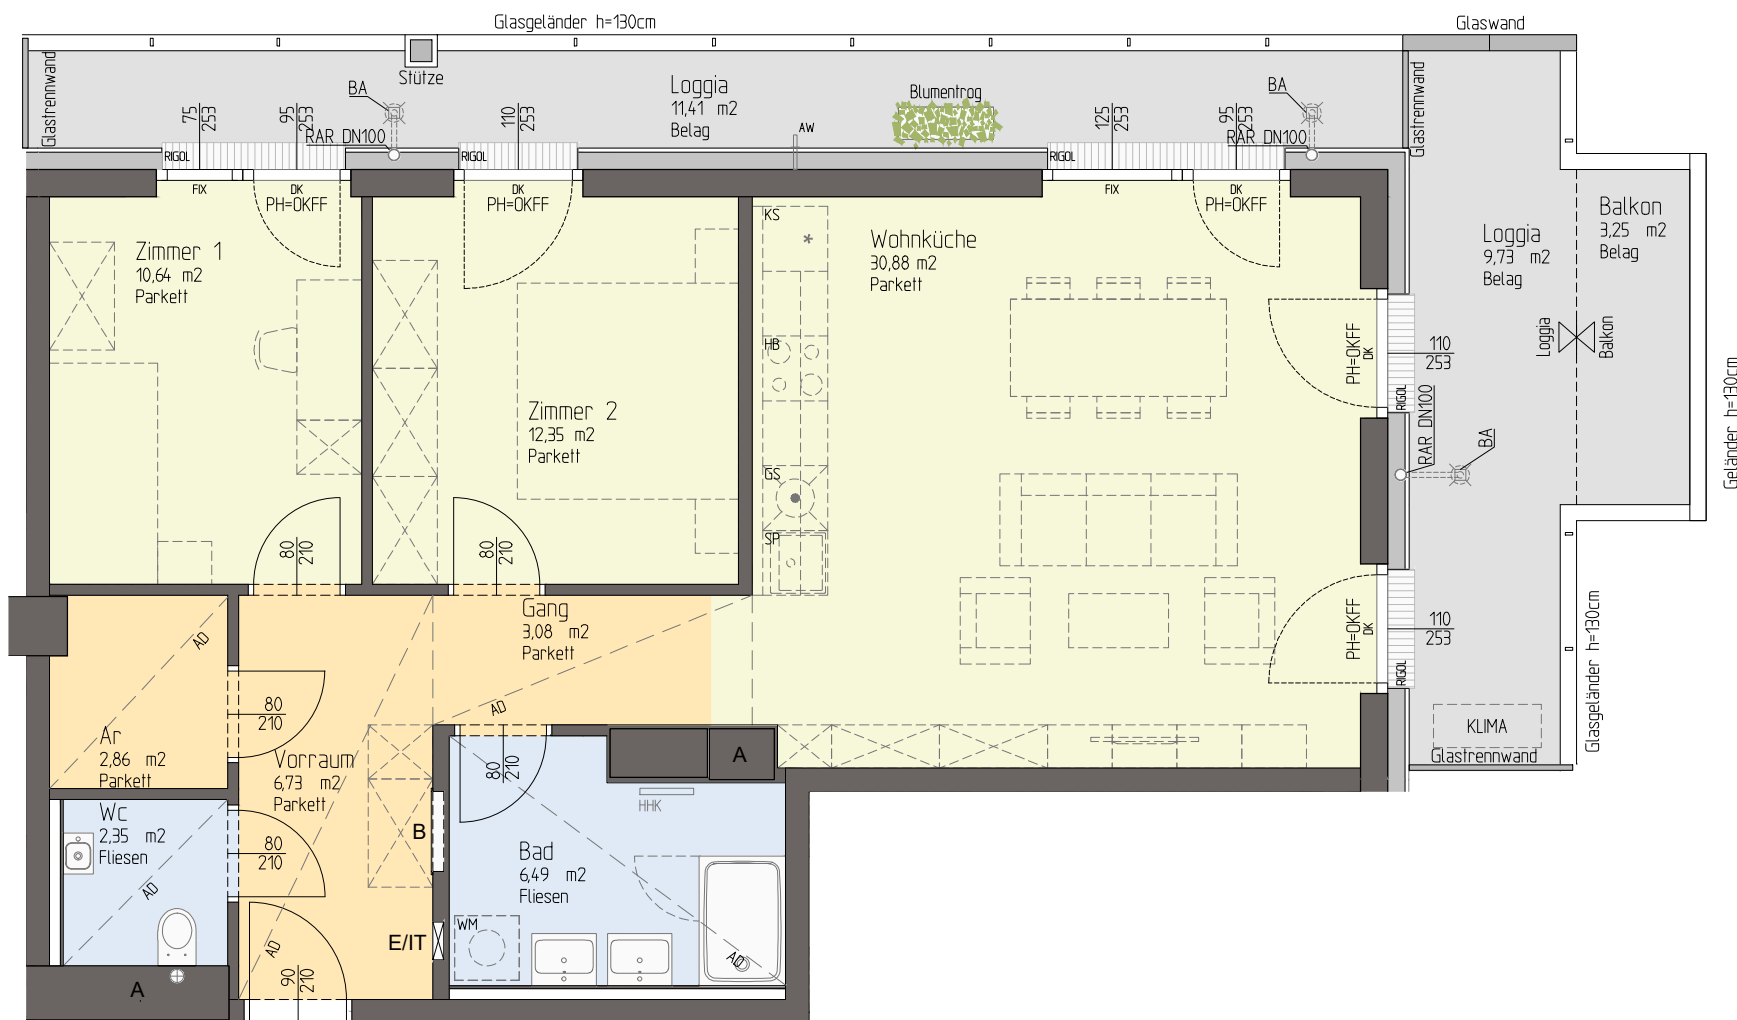 Glasgeländer h=130cm
Glaswand
Glastrennwand
Stütze
BA
Loggia
11,41 m2
Belag
Blumentrog
BA
Glastrennwand
75
253
95
253
RAR DN100
110
253
AW
125
253
95
253
RAR DN100
RIGOL
RIGOL
RIGOL
FIX
DK
PH=OKFF
DK
PH=OKFF
FIX
DK
PH=OKFF
Zimmer 1
10,64 m2
Parkett
Zimmer 2
12,35 m2
Parkett
KS
*
HB
GS
SP
Wohnküche
30,88 m2
Parkett
Loggia
9,73 m2
Belag
Balkon
3,25 m2
Belag
Loggia
Balkon
PH=OKFF
DK
110
253
RIGOL
RAR DN100
BA
Geländer h=130cm
PH=OKFF
DK
110
253
RIGOL
Glasgeländer h=130cm
KLIMA
Glastrennwand
80
210
80
210
Gang
3,08 m2
Parkett
AD
AD
80
210
Ar
2,86 m2
Parkett
Vorraum
6,73 m2
Parkett
80
210
A
HHK
Wc
2,35 m2
Fliesen
AD
80
210
B
Bad
6,49 m2
Fliesen
E/IT
WM
AD
AD
90
210
A